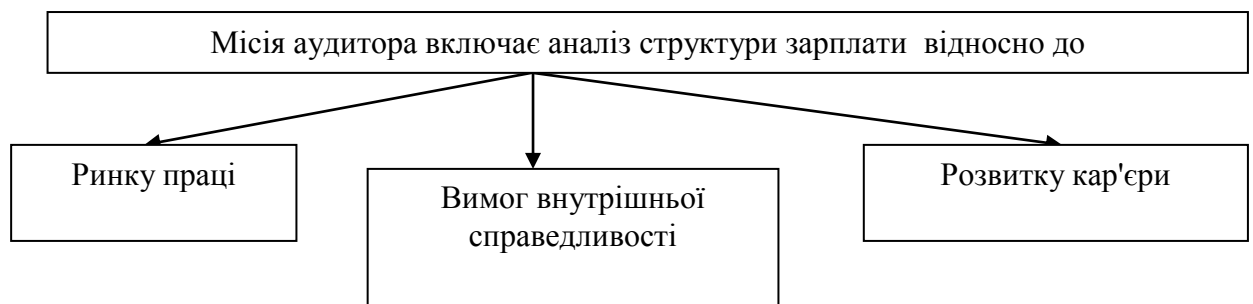 Місія аудитора включає аналіз структури зарплати відносно до
Ринку праці
Вимог внутрішньої
справедливості
Розвитку кар'єри